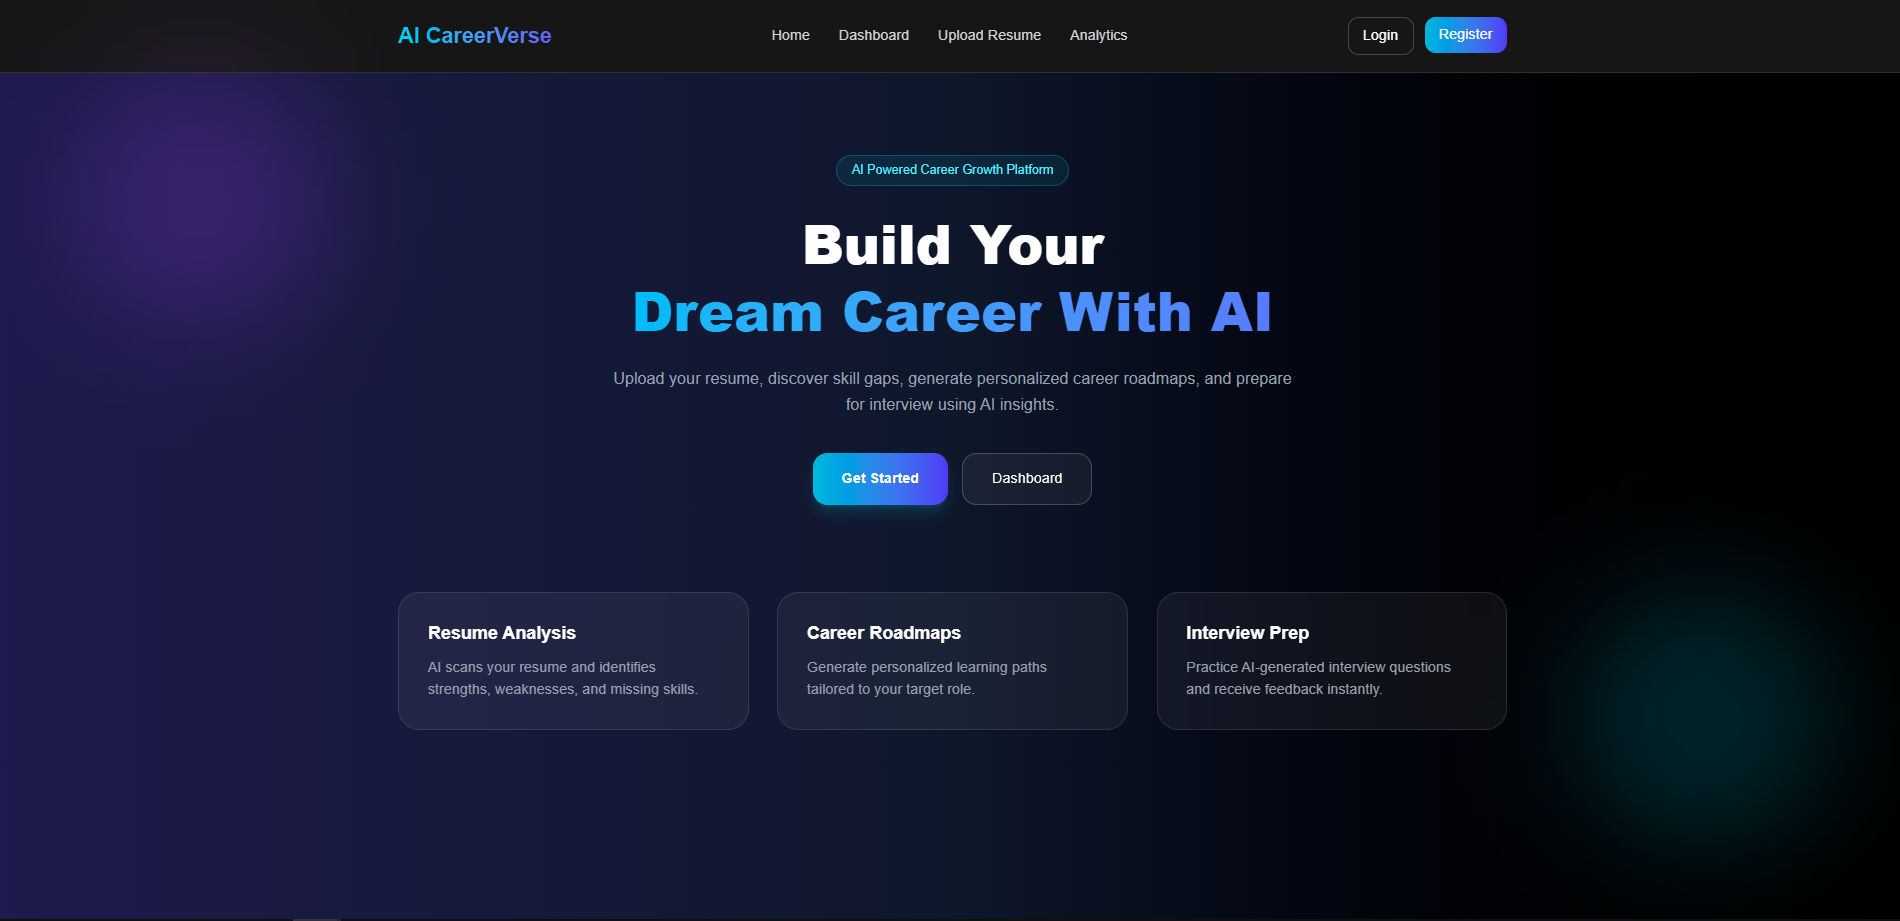 AI CareerVerse
Home
Dashboard
Upload Resume
Analytics
Login
Register
AI Powered Career Growth Platform
Build Your
Dream Career With AI
Upload your resume, discover skill gaps, generate personalized career roadmaps, and prepare
for interview using AI insights.
Get Started
Dashboard
Resume Analysis
AI scans your resume and identifies
strengths, weaknesses, and missing skills.
Career Roadmaps
Generate personalized learning paths
tailored to your target role.
Interview Prep
Practice AI-generated interview questions
and receive feedback instantly.